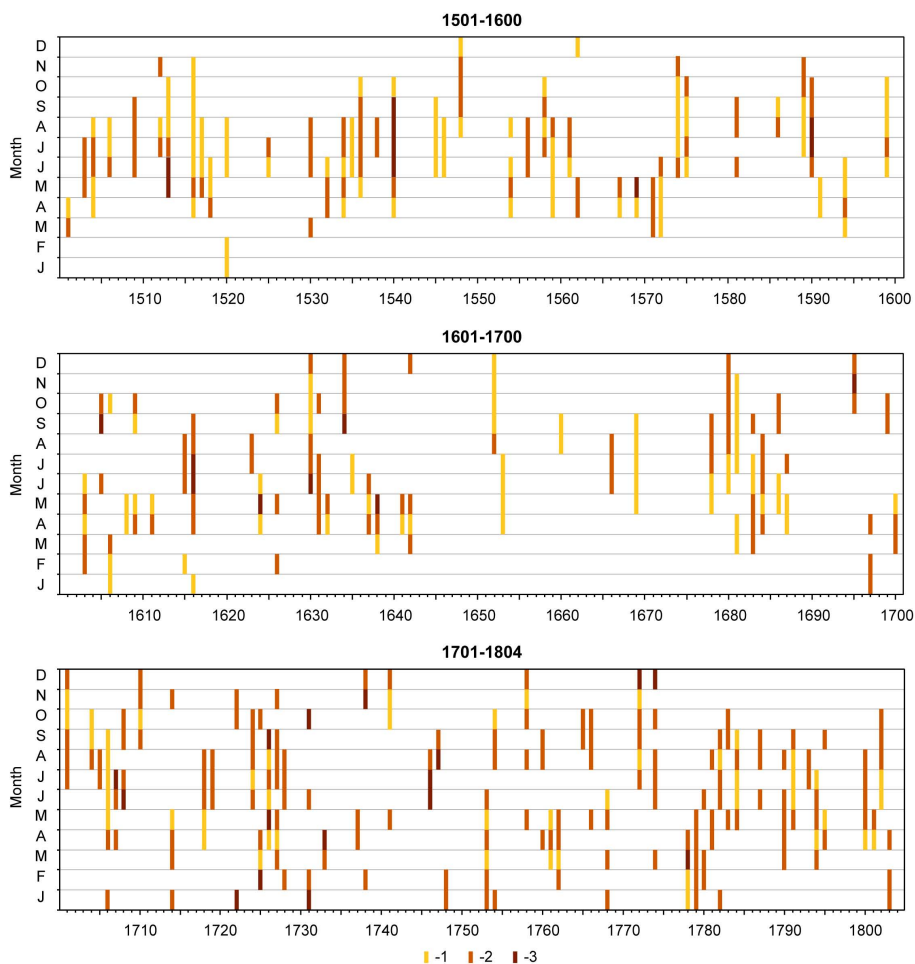 1501-1600
D
N
O
S
A
J
J
M
A
M
F
J
Month
1510 1520 1530 1540 1550 1560 1570 1580 1590 1600
1601-1700
D
N
O
S
A
J
J
M
A
M
F
J
Month
1610 1620 1630 1640 1650 1660 1670 1680 1690 1700
1701-1804
D
N
O
S
A
J
J
M
A
M
F
J
Month
1710 1720 1730 1740 1750 1760 1770 1780 1790 1800
-1 -2 -3